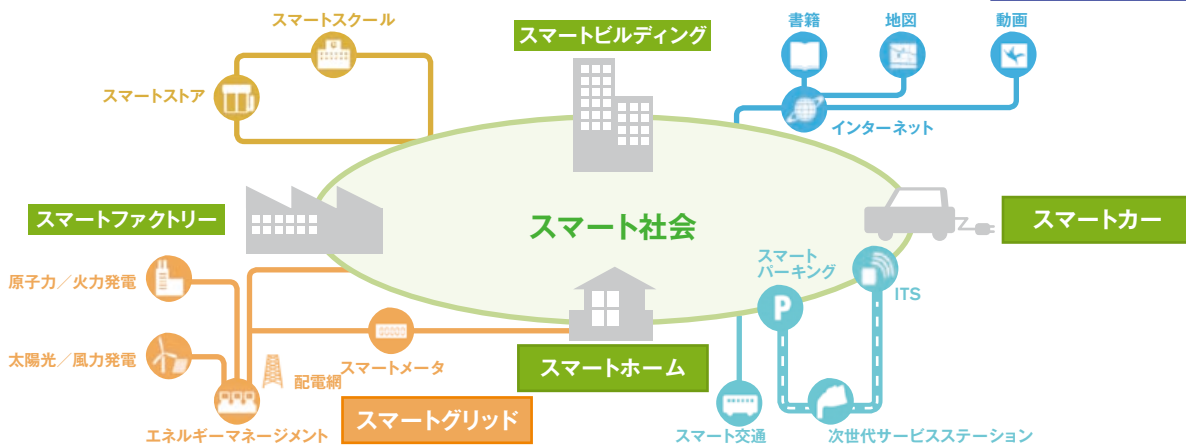 スマートスクール
スマートストア
スマートビルディング
書籍
地図
動画
インターネット
スマートファクトリー
スマート社会
スマートカー
スマート
パーキング
ITS
P
原子力／火力発電
太陽光／風力発電
スマートメータ
配電網
スマートホーム
スマートグリッド
エネルギーマネージメント
スマート交通
次世代サービスステーション